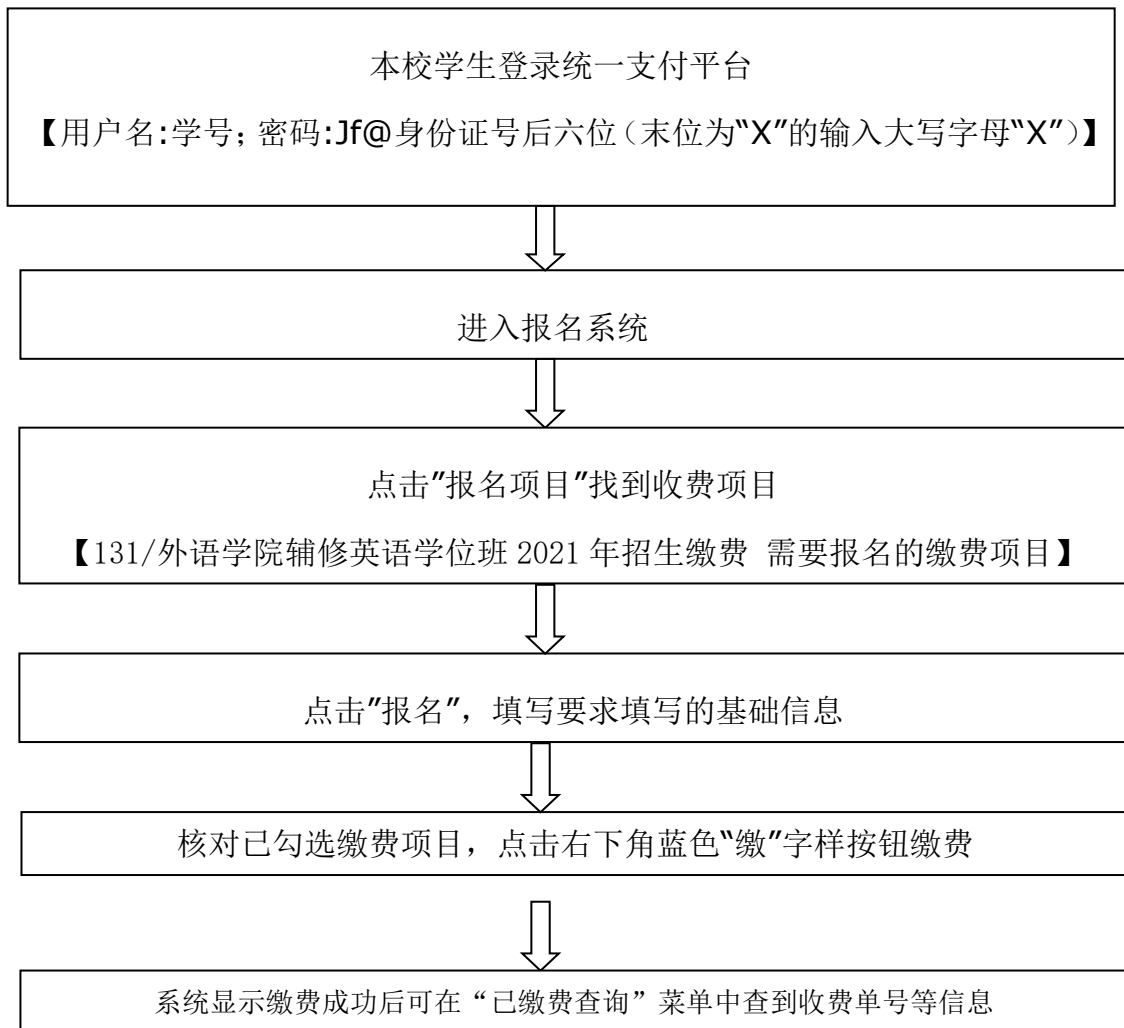 本校学生登录统一支付平台
【用户名:学号；密码:Jf@身份证号后六位（末位为“X”的输入大写字母“X”）】
进入报名系统
点击”报名项目”找到收费项目
【131/外语学院辅修英语学位班 2021 年招生缴费 需要报名的缴费项目】
点击”报名”，填写要求填写的基础信息
核对已勾选缴费项目，点击右下角蓝色“缴”字样按钮缴费
系统显示缴费成功后可在“已缴费查询”菜单中查到收费单号等信息